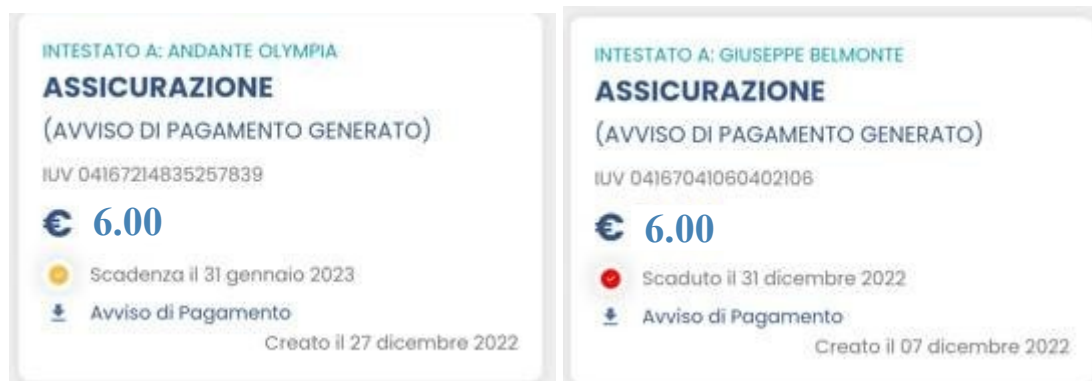 INTESTATO A: ANDANTE OLYMPIA
ASSICURAZIONE
(AVVISO DI PAGAMENTO GENERATO)
IUV 04167214835257839
€ 6.00
Scadenza il 31 gennaio 2023
Avviso di Pagamento
Creato il 27 dicembre 2022
INTESTATO A: GIUSEPPE BELMONTE
ASSICURAZIONE
(AVVISO DI PAGAMENTO GENERATO)
IUV 04167041060402106
€ 6.00
Scaduto il 31 dicembre 2022
Avviso di Pagamento
Creato il 07 dicembre 2022